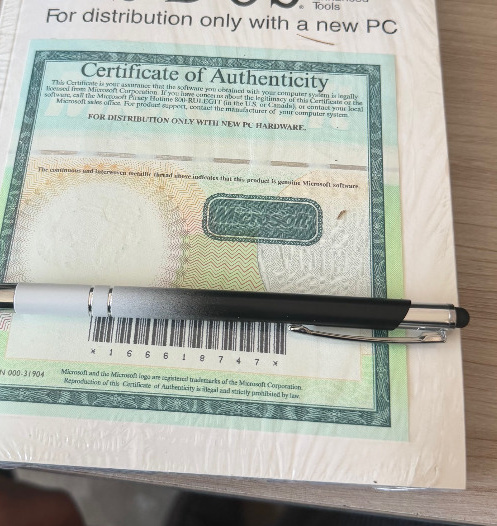 Tools
For distribution only with a new PC
Certificate of Authenticity
This Certificate is your assurance that the software you obtained with your computer system is legally
licensed from Microsoft Corporation. If you have concerns about the legitimacy of this Certificate or the
software, call the Microsoft Piracy Hotline 800-RULEGIT (in the U.S. or Canada), or contact your local
Microsoft sales office. For product support, contact the manufacturer of your computer system.
FOR DISTRIBUTION ONLY WITH NEW PC HARDWARE.
The continuous and interwoven metallic thread above indicates that this product is genuine Microsoft software.
Microsoft
* 1 6 6 6 1 8 7 4 7 *
N 000-31904
Microsoft and the Microsoft logo are registered trademarks of the Microsoft Corporation.
Reproduction of this Certificate of Authenticity is illegal and strictly prohibited by law.